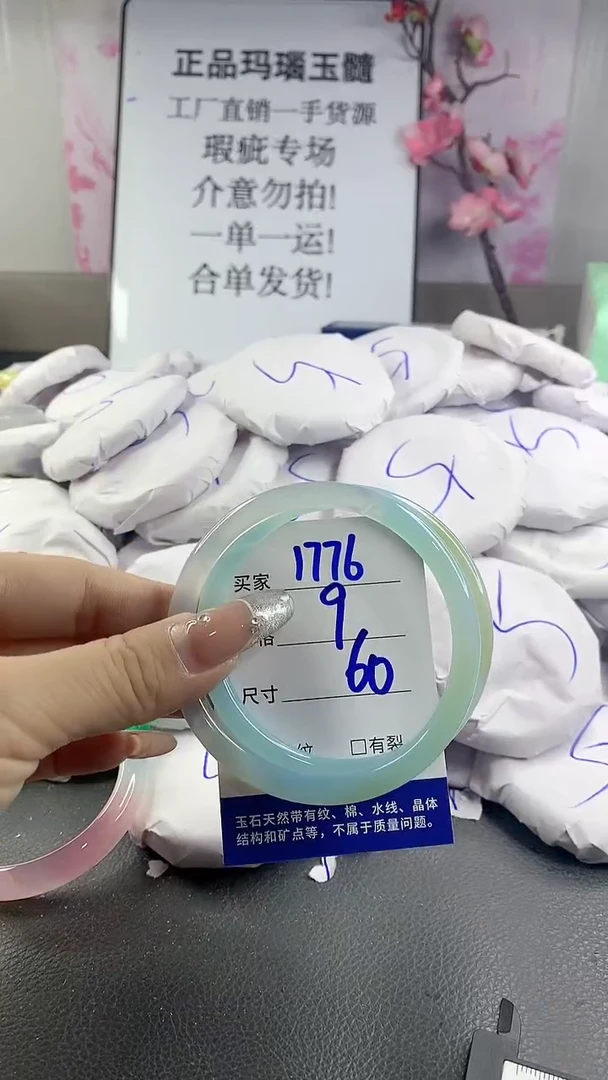 正品玛瑙玉髓
工厂直销一手货源
瑕疵专场
介意勿拍!
一单一运!
合单发货!
买家 1776
格 9
尺寸 60
纹 □有裂
玉石天然带有纹、棉、水线、晶体
结构和矿点等，不属于质量问题。